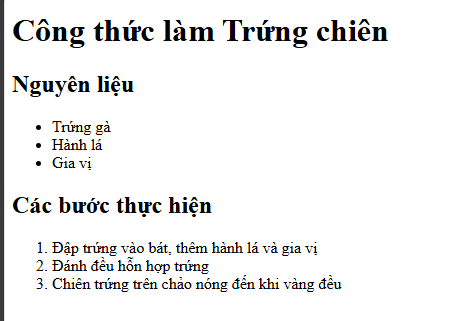 Công thức làm Trứng chiên
Nguyên liệu
• Trứng gà
• Hành lá
• Gia vị
Các bước thực hiện
1. Đập trứng vào bát, thêm hành lá và gia vị
2. Đánh đều hỗn hợp trứng
3. Chiên trứng trên chảo nóng đến khi vàng đều